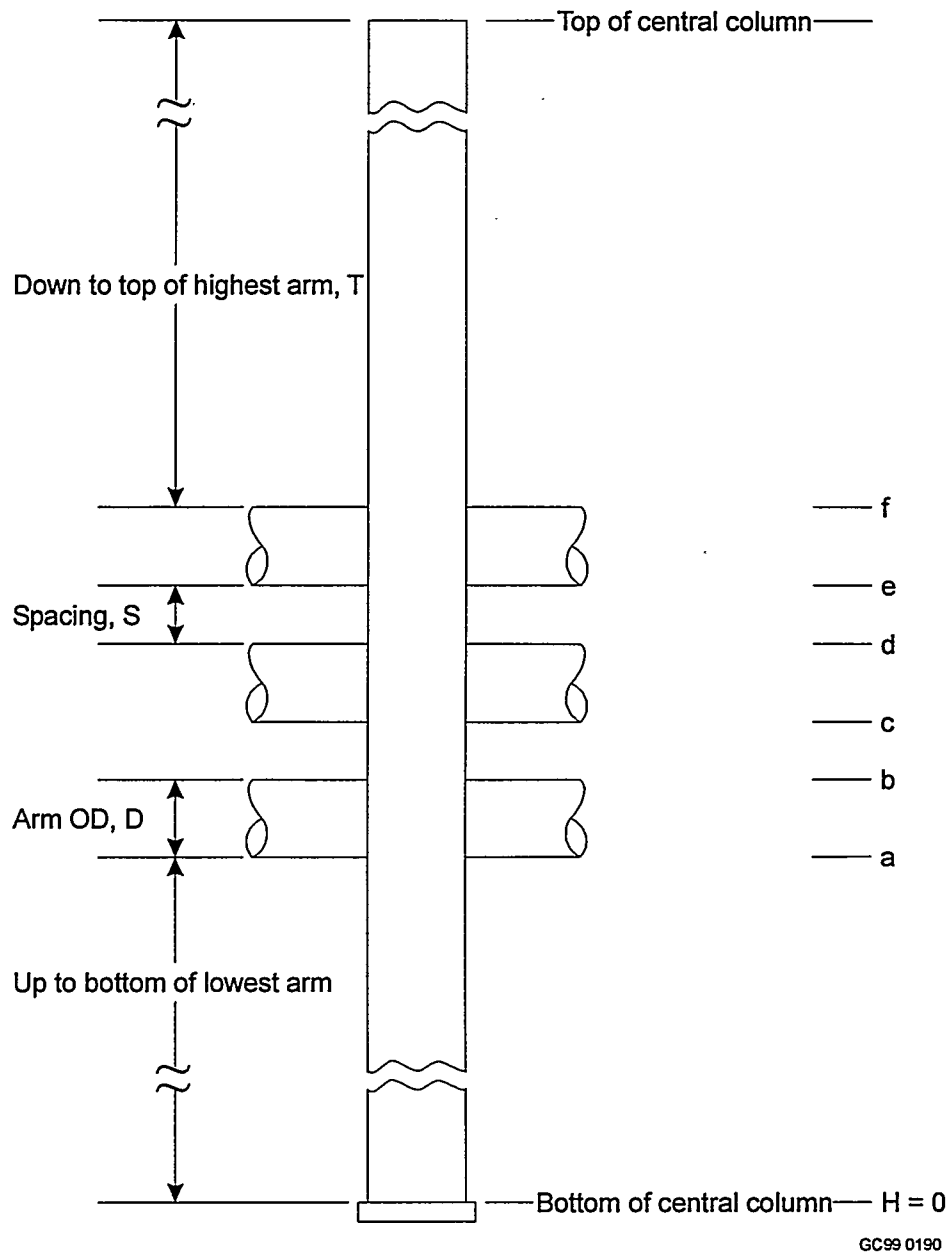 Top of central column
Down to top of highest arm, T
f
e
Spacing, S
d
c
b
Arm OD, D
a
Up to bottom of lowest arm
Bottom of central column H = 0
GC99 0190